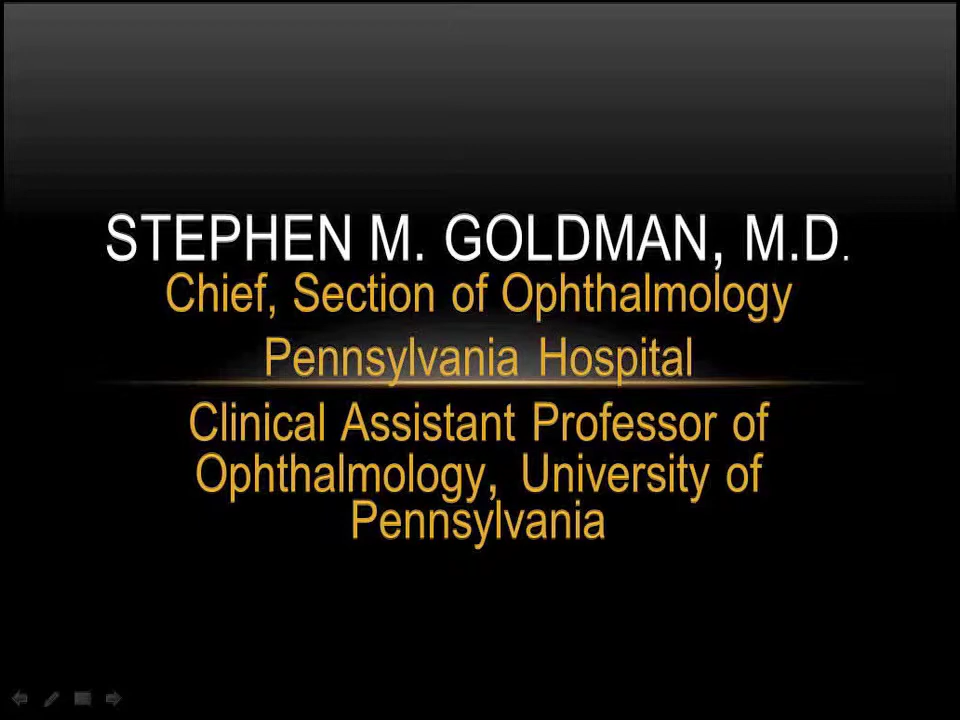 STEPHEN M. GOLDMAN, M.D.
Chief, Section of Ophthalmology
Pennsylvania Hospital
Clinical Assistant Professor of
Ophthalmology, University of
Pennsylvania